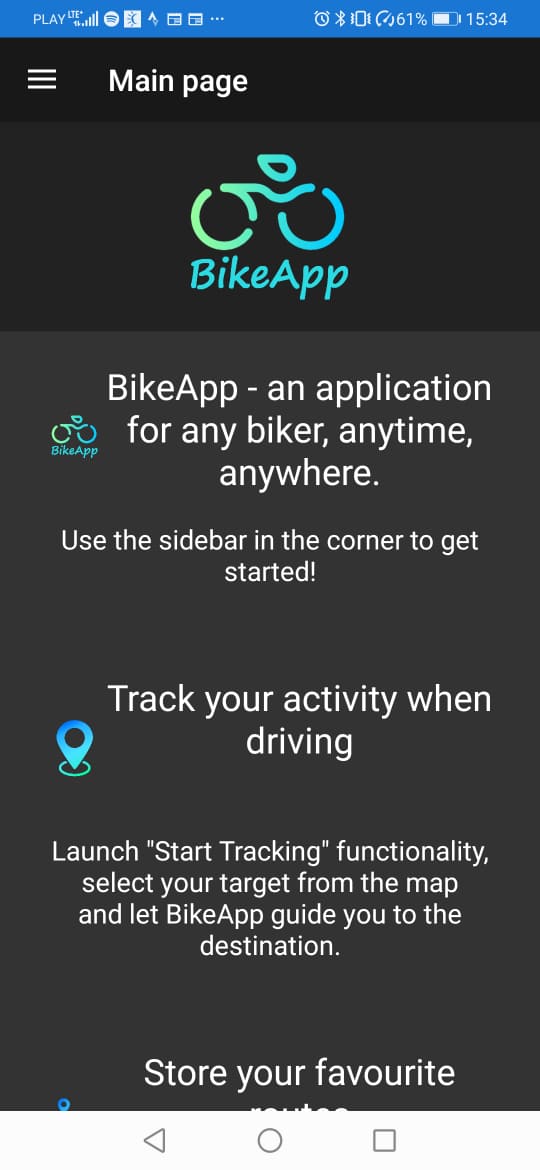 PLAY LTE+ 61% 15:34
Main page
BikeApp
BikeApp - an application
for any biker, anytime,
anywhere.
BikeApp
Use the sidebar in the corner to get
started!
Track your activity when
driving
Launch "Start Tracking" functionality,
select your target from the map
and let BikeApp guide you to the
destination.
Store your favourite
routes